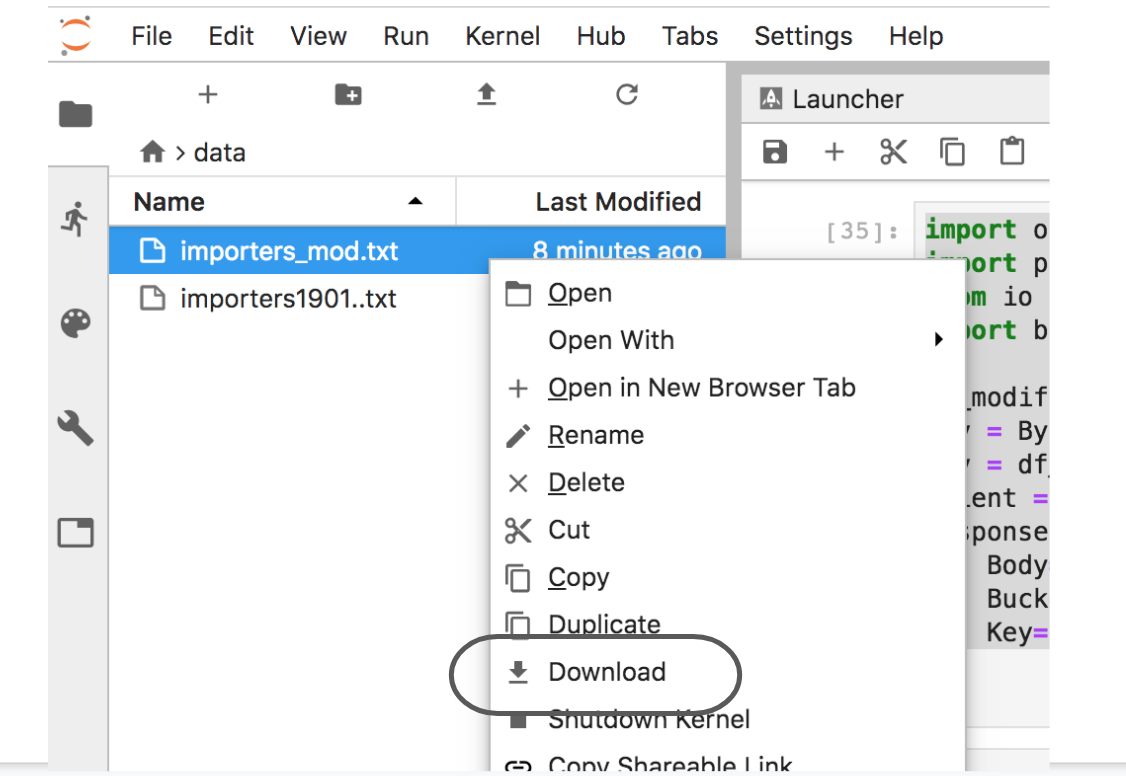 File Edit View Run Kernel Hub Tabs Settings Help
Launcher
data
Name Last Modified
importers_mod.txt 8 minutes ago
importers1901..txt
Open
Open With
Open in New Browser Tab
Rename
Delete
Cut
Copy
Duplicate
Download
Shutdown Kernel
Copy Shareable Link
[35]:
import o
port p
om io
port b
_modif
= By
= df_
ent =
sponse
Body
Buck
Key=